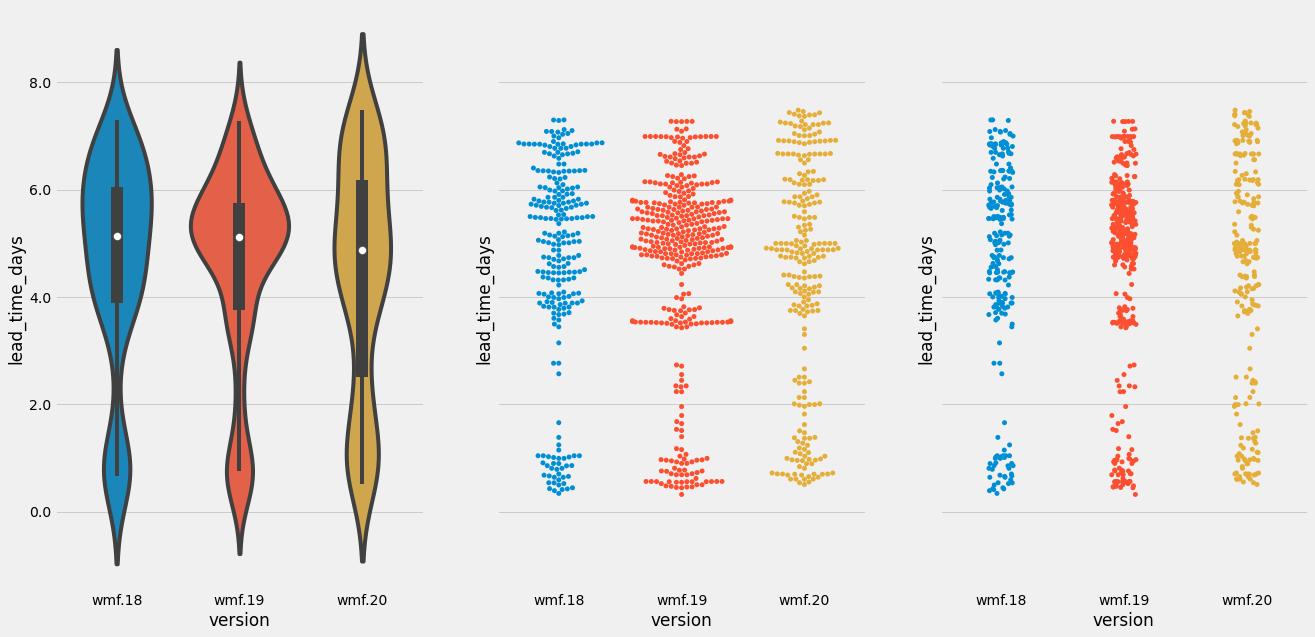 lead_time_days
8.0
6.0
4.0
2.0
0.0
wmf.18 wmf.19 wmf.20
version
lead_time_days
wmf.18 wmf.19 wmf.20
version
lead_time_days
wmf.18 wmf.19 wmf.20
version